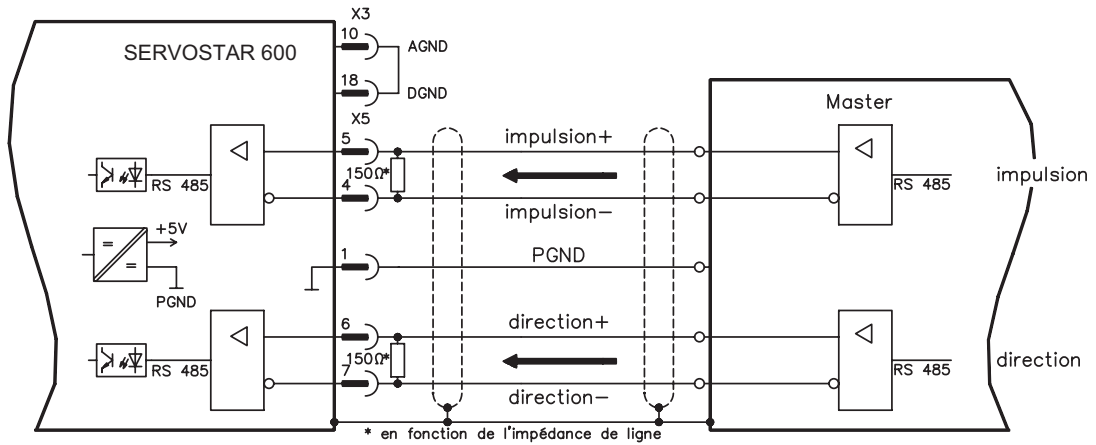 X3
10
AGND
SERVOSTAR 600
18
DGND
Master
X5
5
impulsion+
150Ω*
RS 485
RS 485
impulsion
4
impulsion-
+5V
1
PGND
PGND
6
direction+
150Ω*
RS 485
RS 485
direction
7
direction-
* en fonction de l'impédance de ligne